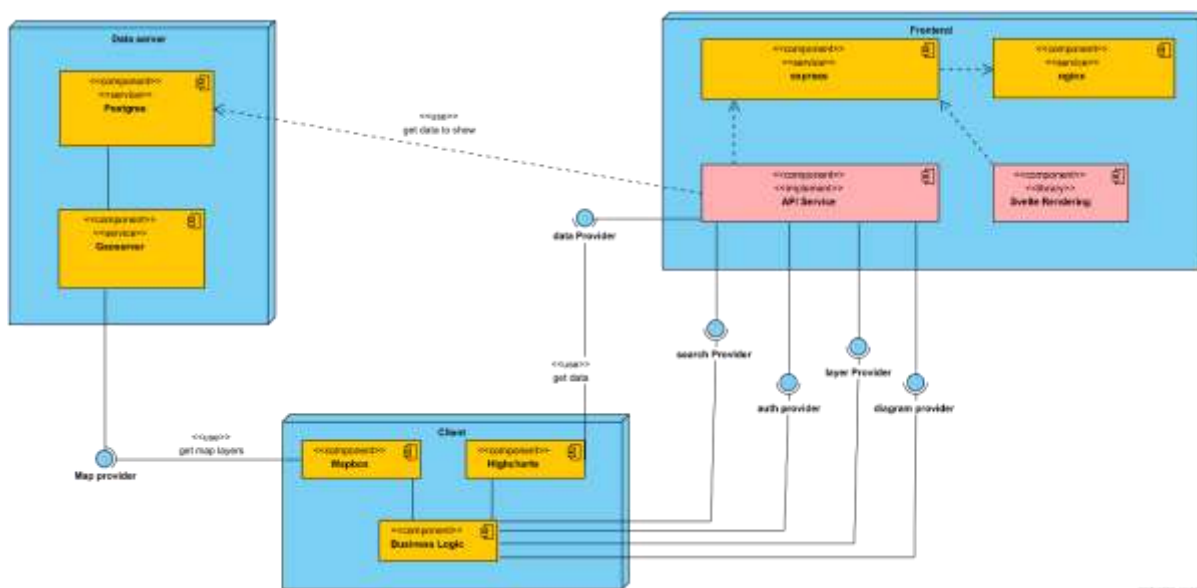 Data server
<<component>>
<<service>>
Postgres
<<component>>
<<service>>
Geoserver
Map provider
<<use>>
get map layers
<<use>>
get data to show
Frontend
<<component>>
<<service>>
express
<<component>>
<<service>>
nginx
<<component>>
<<implement>>
API Service
<<component>>
<<library>>
Svelte Rendering
data Provider
<<use>>
get data
search Provider
auth provider
layer Provider
diagram provider
Client
<<component>>
Mapbox
<<component>>
Highcharts
<<component>>
Business Logic